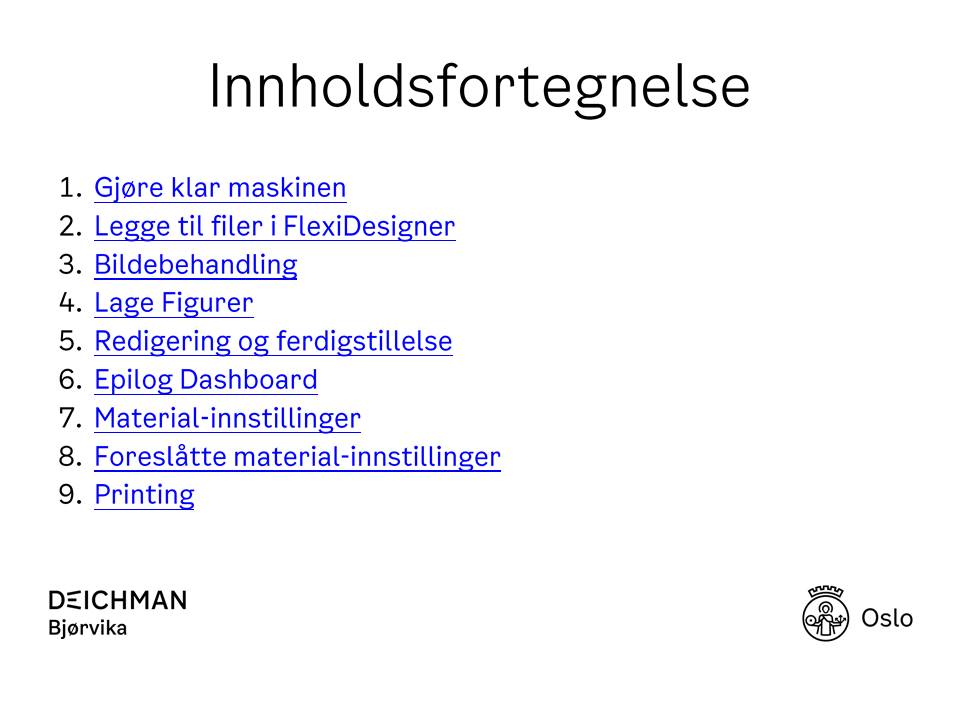 Innholdsfortegnelse
1. Gjøre klar maskinen
2. Legge til filer i FlexiDesigner
3. Bildebehandling
4. Lage Figurer
5. Redigering og ferdigstillelse
6. Epilog Dashboard
7. Material-innstillinger
8. Foreslåtte material-innstillinger
9. Printing
DEICHMAN
Bjørvika
Oslo